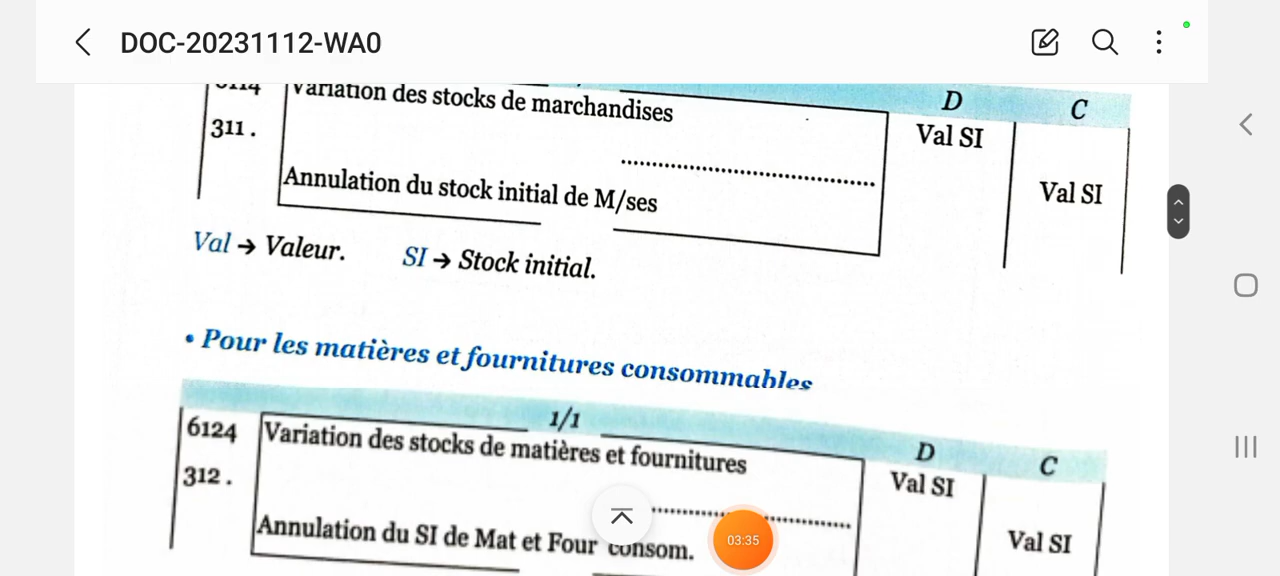 DOC-20231112-WA0
D C
6114 Variation des stocks de marchandises
Val SI
311 .
Val SI
Annulation du stock initial de M/ses
Val → Valeur. SI → Stock initial.
• Pour les matières et fournitures consommables
1/1
D C
6124 Variation des stocks de matières et fournitures
Val SI
312 .
Val SI
Annulation du SI de Mat et Four consom.
03:35